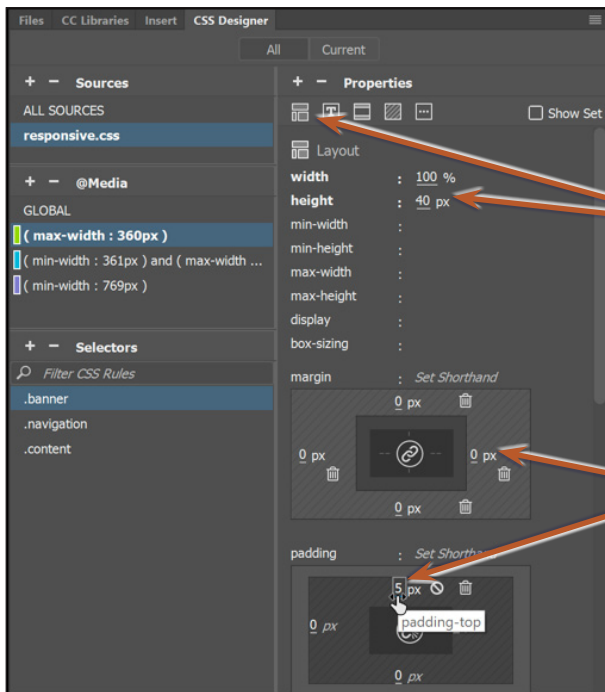 Files CC Libraries Insert CSS Designer
All Current
+ − Sources
ALL SOURCES
responsive.css
+ − @Media
GLOBAL
( max-width : 360px )
( min-width : 361px ) and ( max-width ...
( min-width : 769px )
+ − Selectors
Filter CSS Rules
.banner
.navigation
.content
+ − Properties
T Show Set
Layout
width : 100 %
height : 40 px
min-width :
min-height :
max-width :
max-height :
display :
box-sizing :
margin : Set Shorthand
0 px
0 px 0 px
0 px
padding : Set Shorthand
5 px
padding-top
0 px
0 px